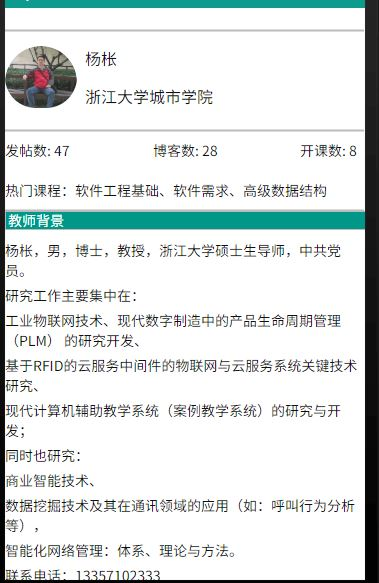 杨枨
浙江大学城市学院
发帖数: 47 博客数: 28 开课数: 8
热门课程：软件工程基础、软件需求、高级数据结构
教师背景
杨枨，男，博士，教授，浙江大学硕士生导师，中共党
员。
研究工作主要集中在：
工业物联网技术、现代数字制造中的产品生命周期管理
（PLM） 的研究开发、
基于RFID的云服务中间件的物联网与云服务系统关键技术
研究、
现代计算机辅助教学系统（案例教学系统）的研究与开
发；
同时也研究：
商业智能技术、
数据挖掘技术及其在通讯领域的应用（如：呼叫行为分析
等），
智能化网络管理：体系、理论与方法。
联系电话：13357102333